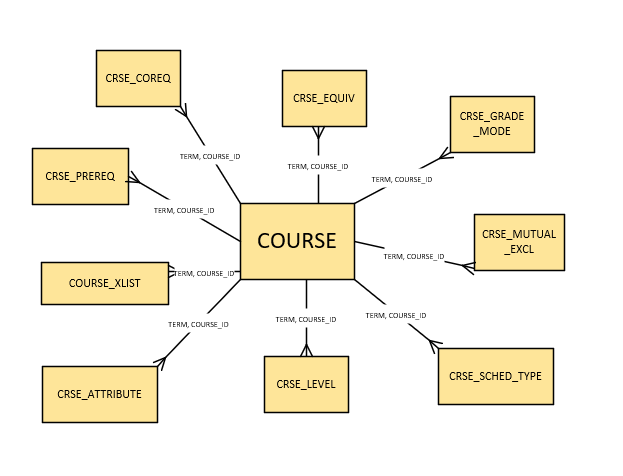 CRSE_COREQ
CRSE_EQUIV
CRSE_GRADE
_MODE
TERM, COURSE_ID
TERM, COURSE_ID
CRSE_PREREQ
TERM, COURSE_ID
TERM, COURSE_ID
COURSE
CRSE_MUTUAL
_EXCL
TERM, COURSE_ID
COURSE_XLIST
TERM, COURSE_ID
TERM, COURSE_ID
TERM, COURSE_ID
TERM, COURSE_ID
CRSE_ATTRIBUTE
CRSE_LEVEL
CRSE_SCHED_TYPE